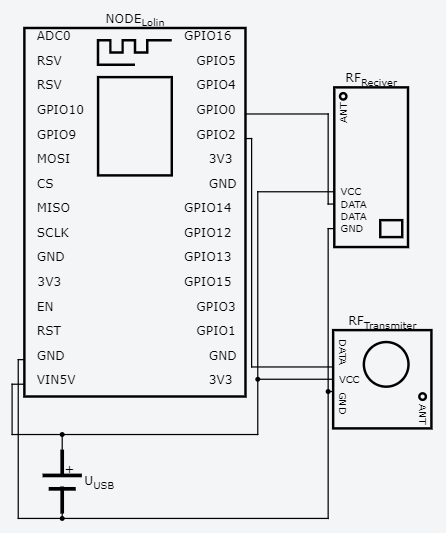 NODE Lolin
ADC0 GPIO16
RSV GPIO5
RSV GPIO4
GPIO10 GPIO0
GPIO9 GPIO2
MOSI 3V3
CS GND
MISO GPIO14
SCLK GPIO12
GND GPIO13
3V3 GPIO15
EN GPIO3
RST GPIO1
GND GND
VIN5V 3V3
RF Reciver
ANT
VCC
DATA
DATA
GND
RF Transmiter
DATA
VCC
GND
ANT
+
U USB